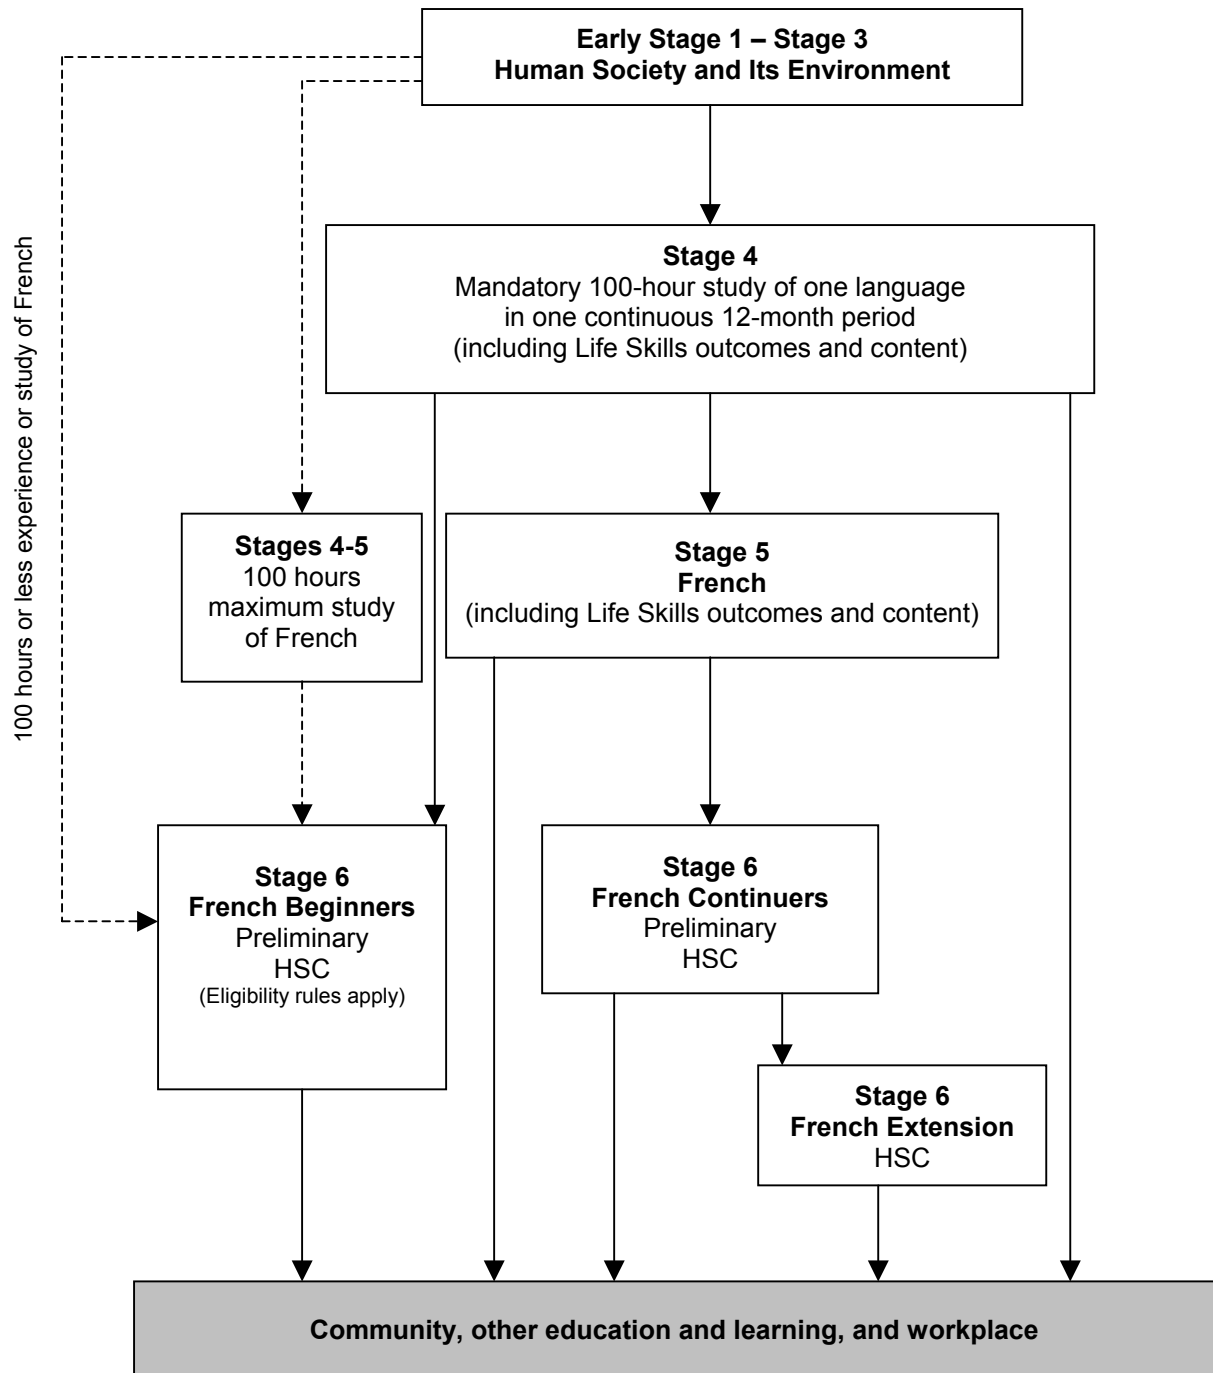 Early Stage 1 – Stage 3
Human Society and Its Environment
100 hours or less experience or study of French
Stage 4
Mandatory 100-hour study of one language
in one continuous 12-month period
(including Life Skills outcomes and content)
Stages 4-5
100 hours
maximum study
of French
Stage 5
French
(including Life Skills outcomes and content)
Stage 6
French Beginners
Preliminary
HSC
(Eligibility rules apply)
Stage 6
French Continuers
Preliminary
HSC
Stage 6
French Extension
HSC
Community, other education and learning, and workplace